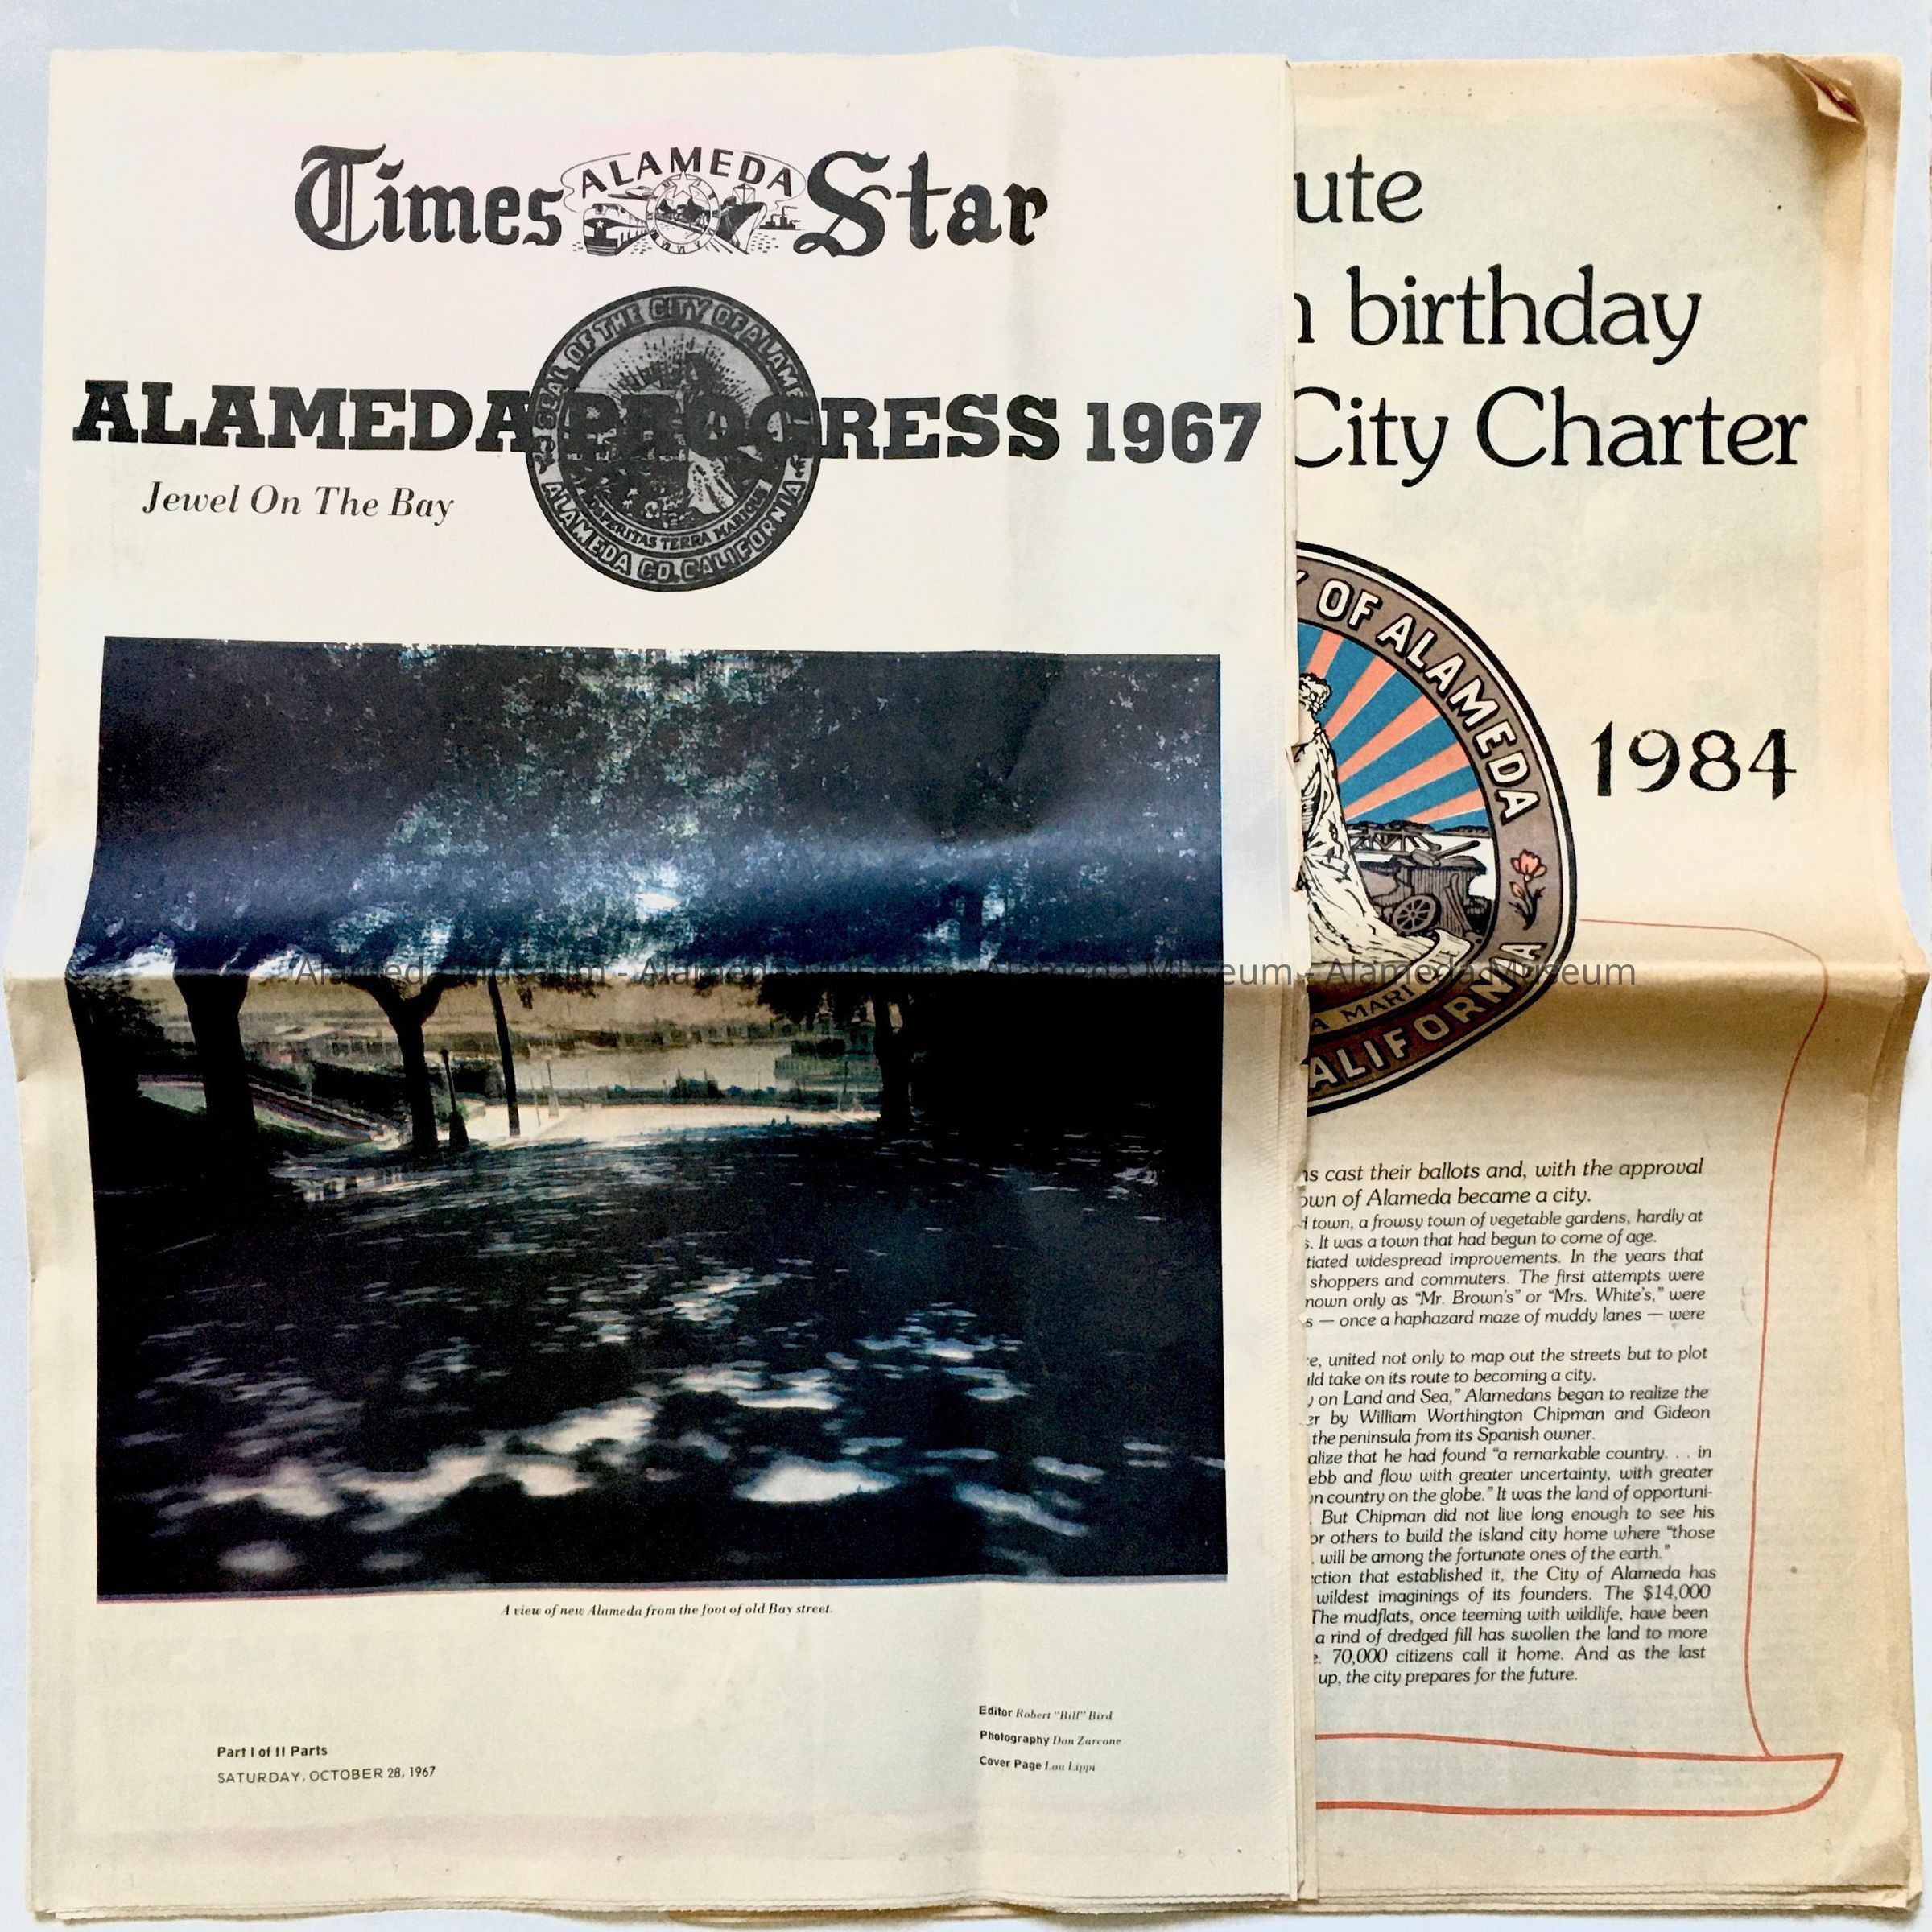 Times ALAMEDA Star
SEAL OF THE CITY OF ALAMEDA
ALAMEDA PROGRESS 1967
Jewel On The Bay
PROSPERITAS TERRA MARIQUE
ALAMEDA CO. CALIFORNIA
A view of new Alameda from the foot of old Bay street.
Part I of II Parts
SATURDAY, OCTOBER 28, 1967
Editor Robert "Bill" Bird
Photography Don Zarcone
Cover Page Lou Lippi
ute
birthday
City Charter
OF ALAMEDA
1984
A MARI
CALIFORNIA
ns cast their ballots and, with the approval
own of Alameda became a city.
town, a frowsy town of vegetable gardens, hardly at
s. It was a town that had begun to come of age.
tiated widespread improvements. In the years that
shoppers and commuters. The first attempts were
nown only as “Mr. Brown’s” or “Mrs. White’s,” were
s — once a haphazard maze of muddy lanes — were
e, united not only to map out the streets but to plot
uld take on its route to becoming a city.
y on Land and Sea,” Alamedans began to realize the
er by William Worthington Chipman and Gideon
the peninsula from its Spanish owner.
alize that he had found “a remarkable country. . . in
ebb and flow with greater uncertainty, with greater
n country on the globe.” It was the land of opportuni-
. But Chipman did not live long enough to see his
or others to build the island city home where “those
. will be among the fortunate ones of the earth.”
ction that established it, the City of Alameda has
wildest imaginings of its founders. The $14,000
The mudflats, once teeming with wildlife, have been
a rind of dredged fill has swollen the land to more
e. 70,000 citizens call it home. And as the last
up, the city prepares for the future.
Alameda Museum - Alameda Museum - Alameda Museum - Alameda Museum